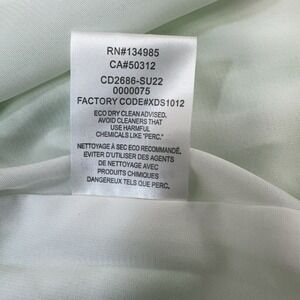 RN#134985
CA#50312
CD2686-SU22
0000075
FACTORY CODE#XDS1012
ECO DRY CLEAN ADVISED.
AVOID CLEANERS THAT
USE HARMFUL
CHEMICALS LIKE "PERC."
NETTOYAGE À SEC ECO RECOMMANDÉ.
EVITER D'UTILISER DES AGENTS
DE NETTOYAGE AVEC
PRODUITS CHIMIQUES
DANGEREUX TELS QUE PERC.